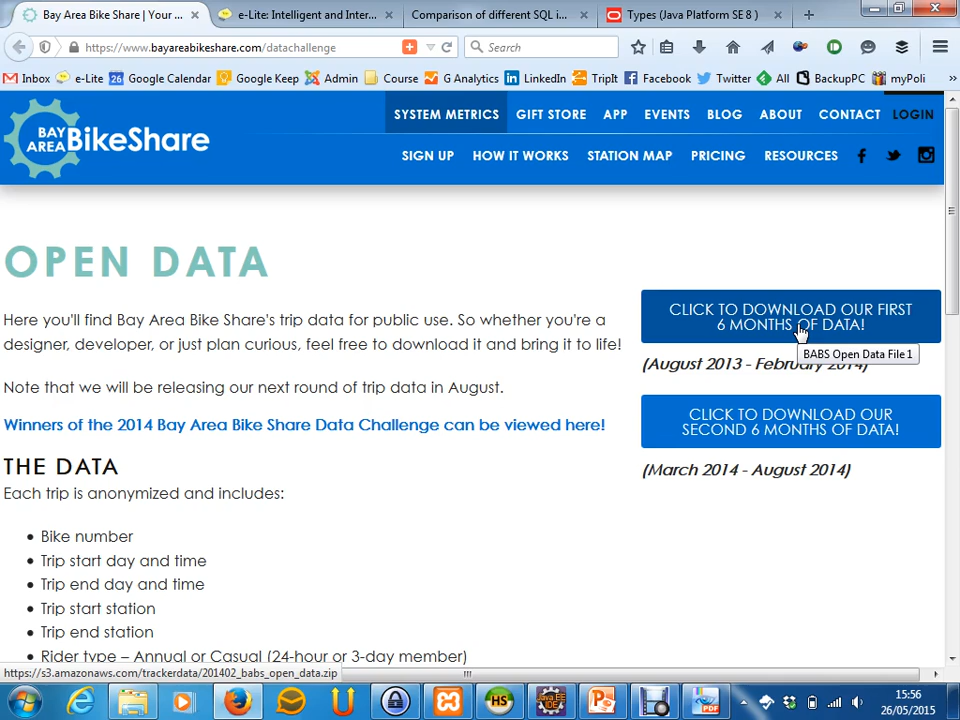 Bay Area Bike Share | Your ...
e-Lite: Intelligent and Inter...
Comparison of different SQL i...
Types (Java Platform SE 8 )
https://www.bayareabikeshare.com/datachallenge
Search
Inbox
e-Lite
26 Google Calendar
Google Keep
Admin
Course
G Analytics
LinkedIn
TripIt
Facebook
Twitter
All
BackupPC
myPoli
BAY AREA BikeShare
SYSTEM METRICS
GIFT STORE
APP
EVENTS
BLOG
ABOUT
CONTACT
LOGIN
SIGN UP
HOW IT WORKS
STATION MAP
PRICING
RESOURCES
OPEN DATA
Here you'll find Bay Area Bike Share's trip data for public use. So whether you're a
designer, developer, or just plan curious, feel free to download it and bring it to life!
Note that we will be releasing our next round of trip data in August.
Winners of the 2014 Bay Area Bike Share Data Challenge can be viewed here!
CLICK TO DOWNLOAD OUR FIRST
6 MONTHS OF DATA!
BABS Open Data File 1
(August 2013 - February 2014)
CLICK TO DOWNLOAD OUR
SECOND 6 MONTHS OF DATA!
(March 2014 - August 2014)
THE DATA
Each trip is anonymized and includes:
• Bike number
• Trip start day and time
• Trip end day and time
• Trip start station
• Trip end station
• Rider type – Annual or Casual (24-hour or 3-day member)
https://s3.amazonaws.com/trackerdata/201402_babs_open_data.zip
HS
Java EE IDE
PDF
15:56
26/05/2015